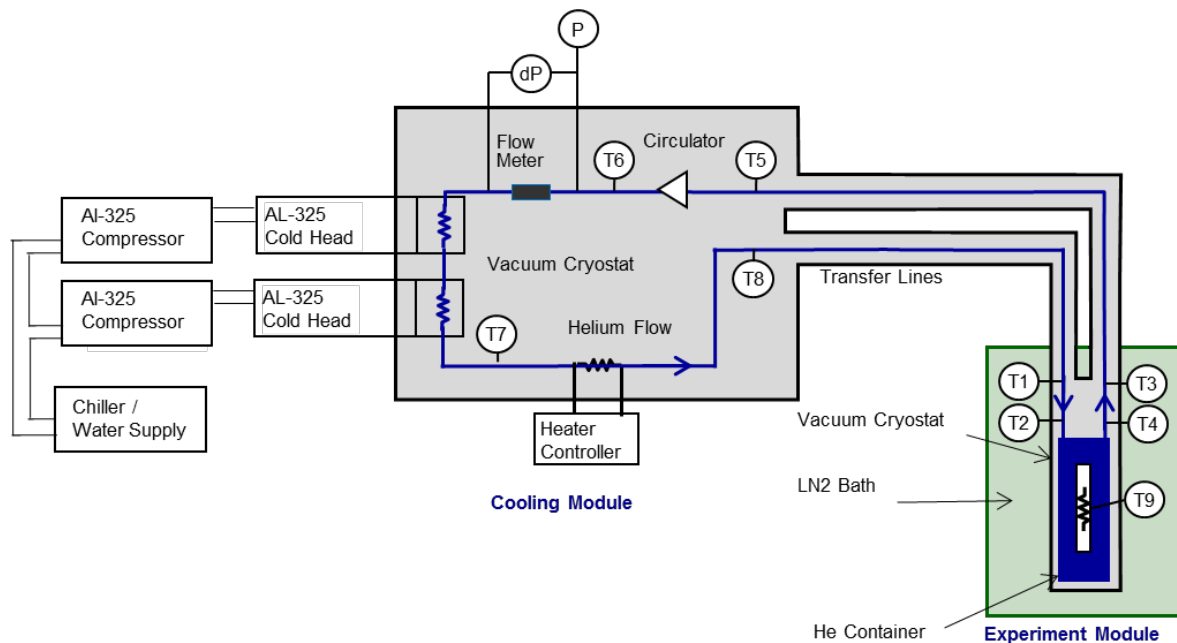 P
dP
Flow
Meter
T6
Circulator
T5
Al-325
Compressor
AL-325
Cold Head
Vacuum Cryostat
T8
Transfer Lines
Al-325
Compressor
AL-325
Cold Head
T7
Helium Flow
Chiller /
Water Supply
Heater
Controller
Cooling Module
T1
T3
T2
T4
Vacuum Cryostat
LN2 Bath
T9
He Container
Experiment Module